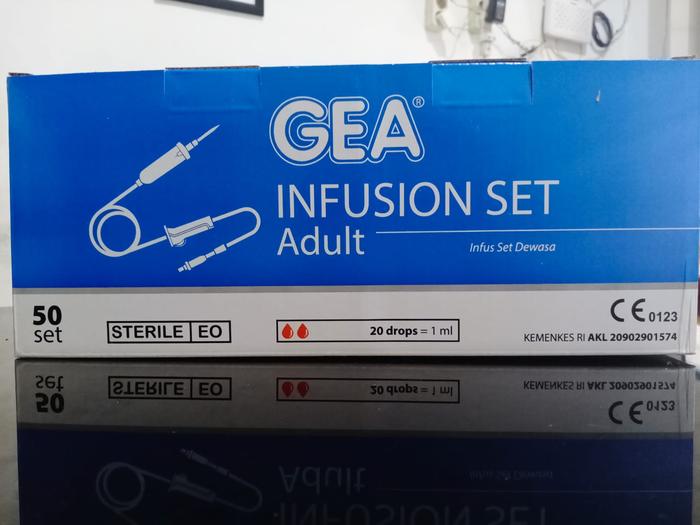 GEA®
INFUSION SET
Adult
Infus Set Dewasa
50
set
STERILE EO
20 drops = 1 ml
CE 0123
KEMENKES RI AKL 20902901574